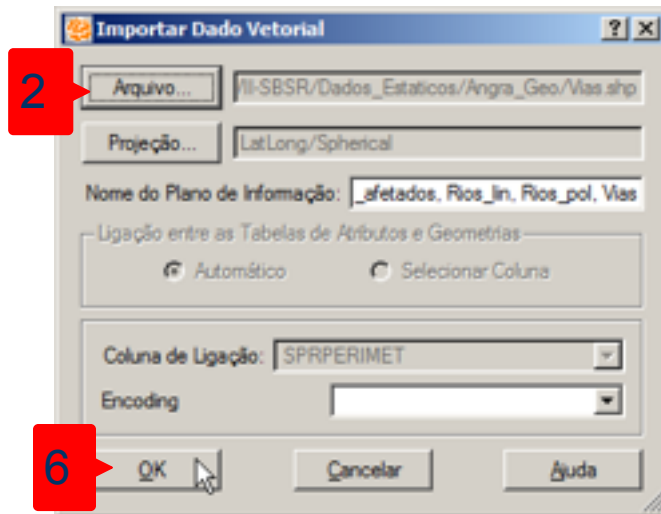 Importar Dado Vetorial
2
Arquivo... /II-SBSR/Dados_Estaticos/Angra_Geo/Vias.shp
Projeção... LatLong/Spherical
Nome do Plano de Informação: _afetados, Rios_lin, Rios_pol, Vias
Ligação entre as Tabelas de Atributos e Geometrias
Automático Selecionar Coluna
Coluna de Ligação: SPRPERIMET
Encoding
6
OK Cancelar Ajuda